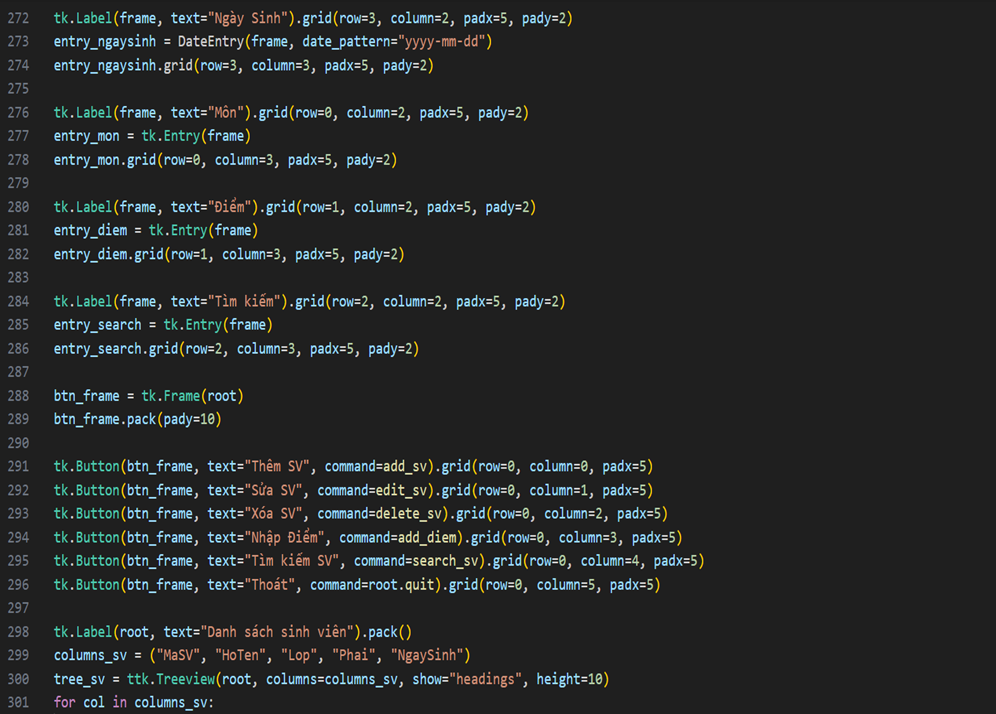 272 tk.Label(frame, text="Ngày Sinh").grid(row=3, column=2, padx=5, pady=2)
273 entry_ngaysinh = DateEntry(frame, date_pattern="yyyy-mm-dd")
274 entry_ngaysinh.grid(row=3, column=3, padx=5, pady=2)
275
276 tk.Label(frame, text="Môn").grid(row=0, column=2, padx=5, pady=2)
277 entry_mon = tk.Entry(frame)
278 entry_mon.grid(row=0, column=3, padx=5, pady=2)
279
280 tk.Label(frame, text="Điểm").grid(row=1, column=2, padx=5, pady=2)
281 entry_diem = tk.Entry(frame)
282 entry_diem.grid(row=1, column=3, padx=5, pady=2)
283
284 tk.Label(frame, text="Tìm kiếm").grid(row=2, column=2, padx=5, pady=2)
285 entry_search = tk.Entry(frame)
286 entry_search.grid(row=2, column=3, padx=5, pady=2)
287
288 btn_frame = tk.Frame(root)
289 btn_frame.pack(pady=10)
290
291 tk.Button(btn_frame, text="Thêm SV", command=add_sv).grid(row=0, column=0, padx=5)
292 tk.Button(btn_frame, text="Sửa SV", command=edit_sv).grid(row=0, column=1, padx=5)
293 tk.Button(btn_frame, text="Xóa SV", command=delete_sv).grid(row=0, column=2, padx=5)
294 tk.Button(btn_frame, text="Nhập Điểm", command=add_diem).grid(row=0, column=3, padx=5)
295 tk.Button(btn_frame, text="Tìm kiếm SV", command=search_sv).grid(row=0, column=4, padx=5)
296 tk.Button(btn_frame, text="Thoát", command=root.quit).grid(row=0, column=5, padx=5)
297
298 tk.Label(root, text="Danh sách sinh viên").pack()
299 columns_sv = ("MaSV", "HoTen", "Lop", "Phai", "NgaySinh")
300 tree_sv = ttk.Treeview(root, columns=columns_sv, show="headings", height=10)
301 for col in columns_sv: